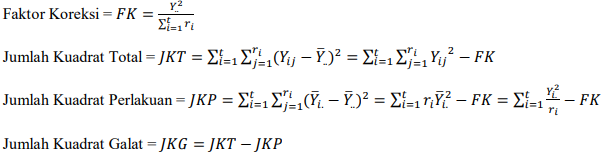 Faktor Koreksi = $FK = \frac{Y_{..}^{2}}{\sum_{i=1}^{t} r_i}$
Jumlah Kuadrat Total = $JKT = \sum_{i=1}^{t} \sum_{j=1}^{r_i} (Y_{ij} - \bar{Y}_{..})^2 = \sum_{i=1}^{t} \sum_{j=1}^{r_i} {Y_{ij}}^2 - FK$
Jumlah Kuadrat Perlakuan = $JKP = \sum_{i=1}^{t} \sum_{j=1}^{r_i} (\bar{Y}_{i.} - \bar{Y}_{..})^2 = \sum_{i=1}^{t} r_i \bar{Y}_{i.}^2 - FK = \sum_{i=1}^{t} \frac{Y_{i.}^2}{r_i} - FK$
Jumlah Kuadrat Galat = $JKG = JKT - JKP$